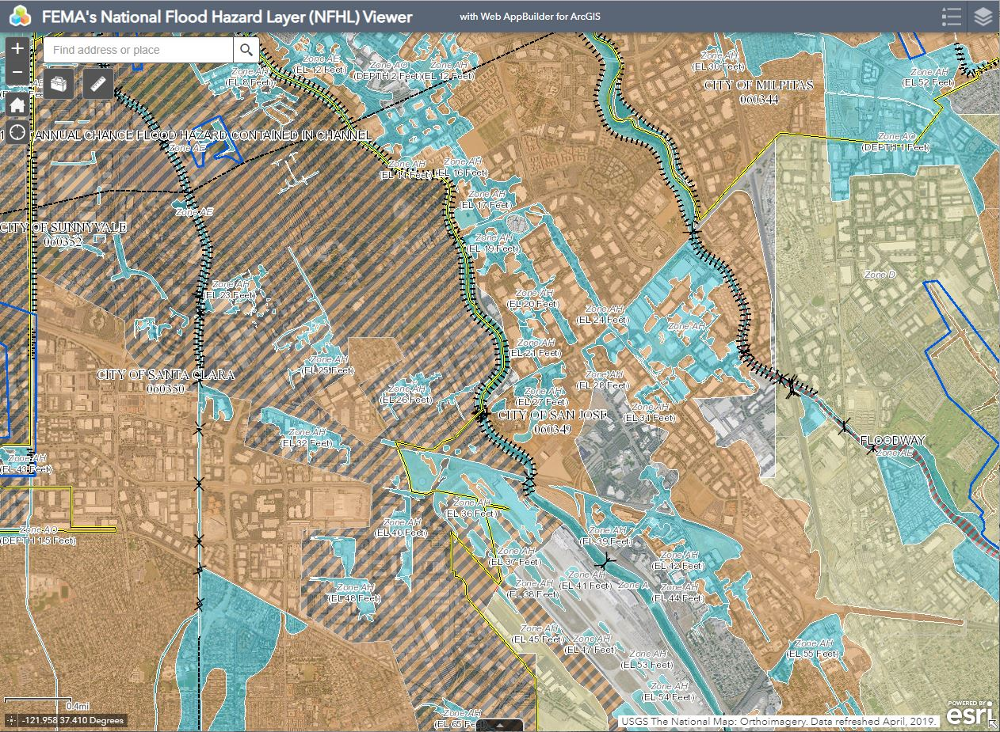 FEMA's National Flood Hazard Layer (NFHL) Viewer
with Web AppBuilder for ArcGIS
Find address or place
Zone AE
(EL 12 Feet)
Zone AO
(DEPTH 2 Feet)
Zone AH
(EL 12 Feet)
Zone AH
(EL 8 Feet)
Zone AH
(EL 30 Feet)
CITY OF MILPITAS
060344
Zone AH
(EL 52 Feet)
ANNUAL CHANCE FLOOD HAZARD CONTAINED IN CHANNEL
Zone AE
Zone AO
(DEPTH 1 Feet)
Zone AH
(EL 14 Feet)
Zone AH
(EL 16 Feet)
Zone AH
(EL 17 Feet)
Zone AE
CITY OF SUNNYVALE
060352
Zone AH
(EL 19 Feet)
Zone D
Zone AH
(EL 23 Feet)
Zone AH
(EL 20 Feet)
Zone AH
(EL 24 Feet)
Zone AH
Zone AH
(EL 21 Feet)
Zone AH
(EL 25 Feet)
CITY OF SANTA CLARA
060350
Zone AH
(EL 28 Feet)
Zone AH
(EL 26 Feet)
Zone AH
(EL 27 Feet)
CITY OF SAN JOSE
060349
Zone AH
(EL 34 Feet)
Zone AH
(EL 32 Feet)
FLOODWAY
Zone AE
Zone AH
(EL 43 Feet)
Zone AH
(EL 36 Feet)
Zone AH
(EL 40 Feet)
Zone AO
(DEPTH 1.5 Feet)
Zone AH
(EL 39 Feet)
Zone AH
(EL 37 Feet)
Zone AH
(EL 42 Feet)
Zone AH
(EL 41 Feet)
Zone A
Zone AH
(EL 38 Feet)
Zone AH
(EL 44 Feet)
Zone AH
(EL 48 Feet)
Zone AH
(EL 45 Feet)
Zone AH
(EL 47 Feet)
Zone AH
(EL 53 Feet)
Zone AH
(EL 55 Feet)
Zone AH
(EL 54 Feet)
Zone AH
(EL 65 Feet)
0.4mi
-121.958 37.410 Degrees
USGS The National Map: Orthoimagery. Data refreshed April, 2019.
POWERED BY
esri